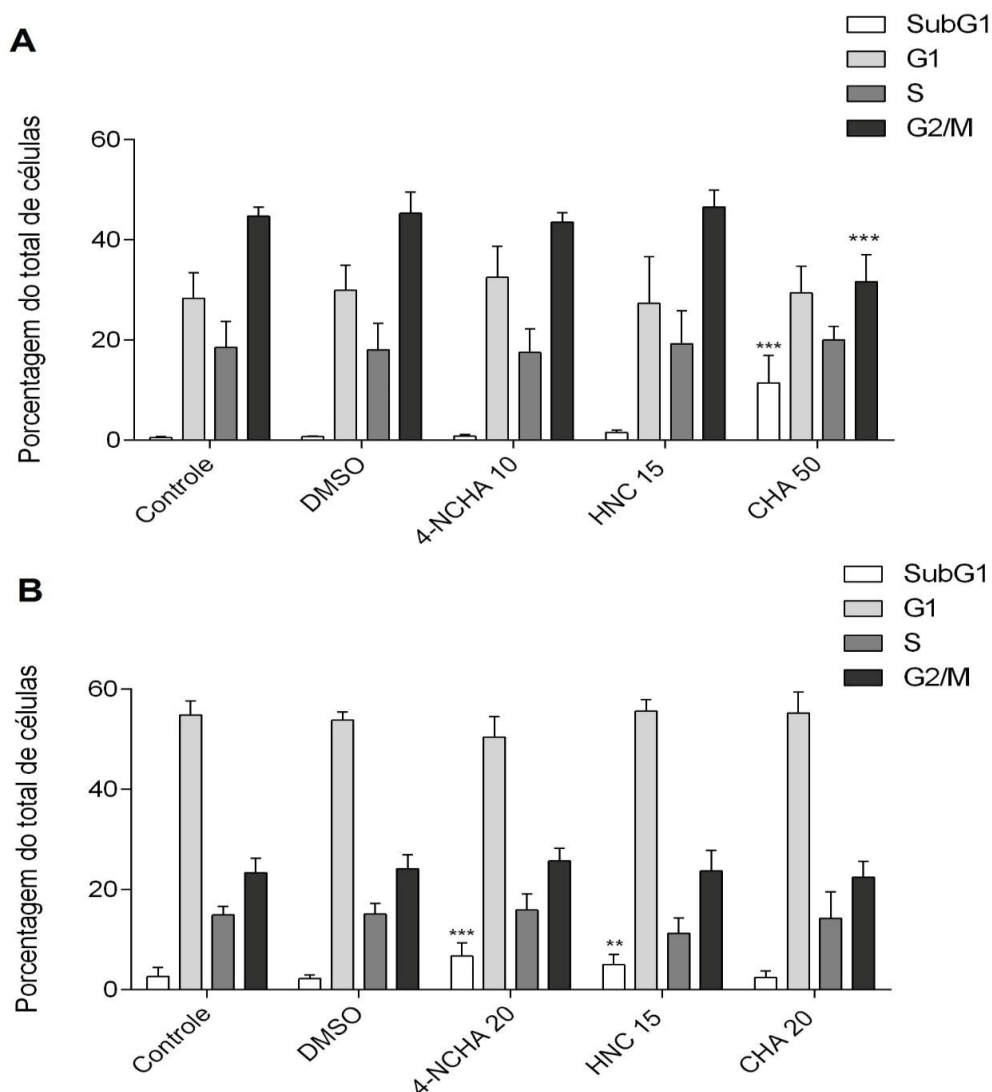 A
SubG1
G1
S
G2/M
Porcentagem do total de células
60
40
20
0
***
***
Controle
DMSO
4-NCHA 10
HNC 15
CHA 50
B
SubG1
G1
S
G2/M
Porcentagem do total de células
60
40
20
0
***
**
Controle
DMSO
4-NCHA 20
HNC 15
CHA 20